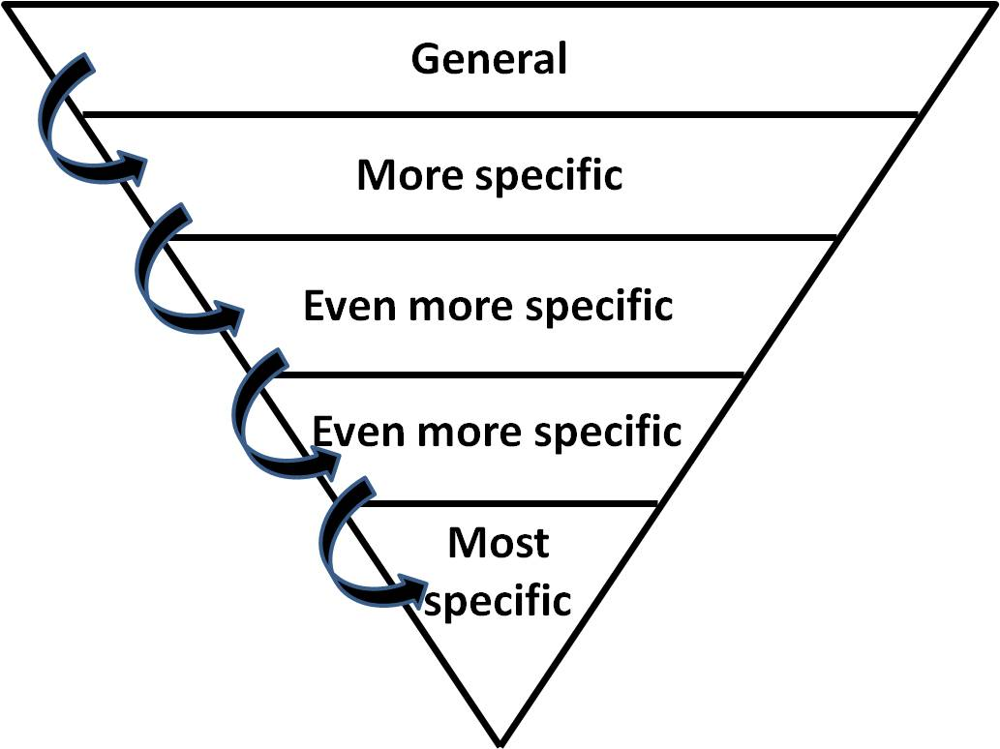 General
More specific
Even more specific
Even more specific
Most
specific